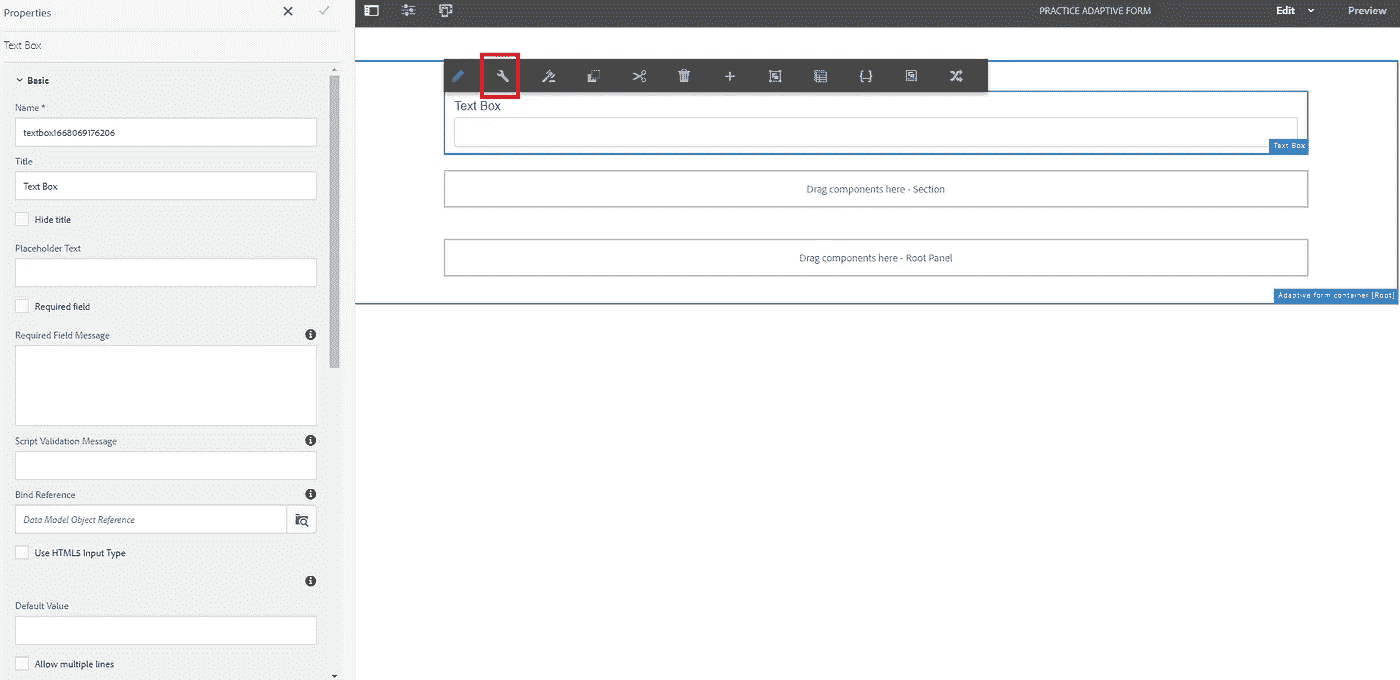 Properties
Text Box
Basic
Name *
textbox1668069176206
Title
Text Box
Hide title
Placeholder Text
Required field
Required Field Message
Script Validation Message
Bind Reference
Data Model Object Reference
Use HTML5 Input Type
Default Value
Allow multiple lines
PRACTICE ADAPTIVE FORM
Edit
Preview
Text Box
Text Box
Drag components here - Section
Drag components here - Root Panel
Adaptive form container [Root]